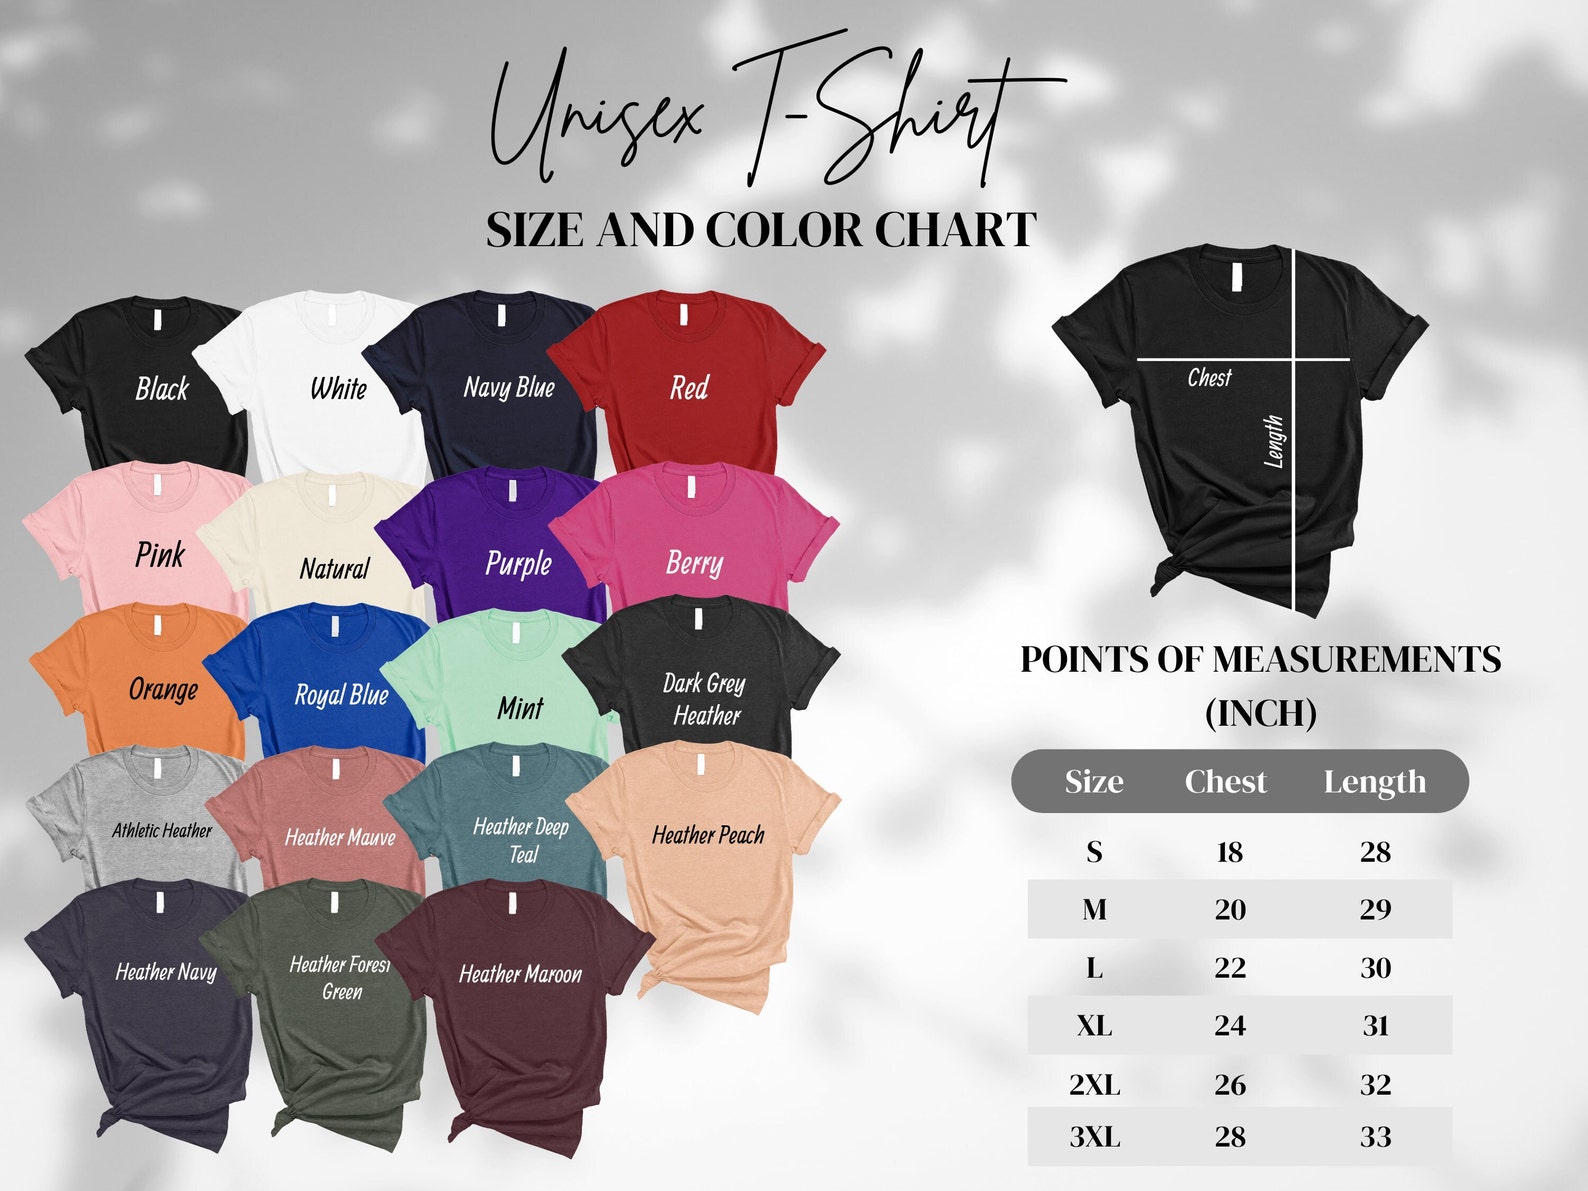 Unisex T-Shirt
SIZE AND COLOR CHART
Black
White
Navy Blue
Red
Pink
Natural
Purple
Berry
Orange
Royal Blue
Mint
Dark Grey
Heather
Athletic Heather
Heather Mauve
Heather Deep
Teal
Heather Peach
Heather Navy
Heather Forest
Green
Heather Maroon
Chest
Length
POINTS OF MEASUREMENTS
(INCH)
Size Chest Length
S 18 28
M 20 29
L 22 30
XL 24 31
2XL 26 32
3XL 28 33